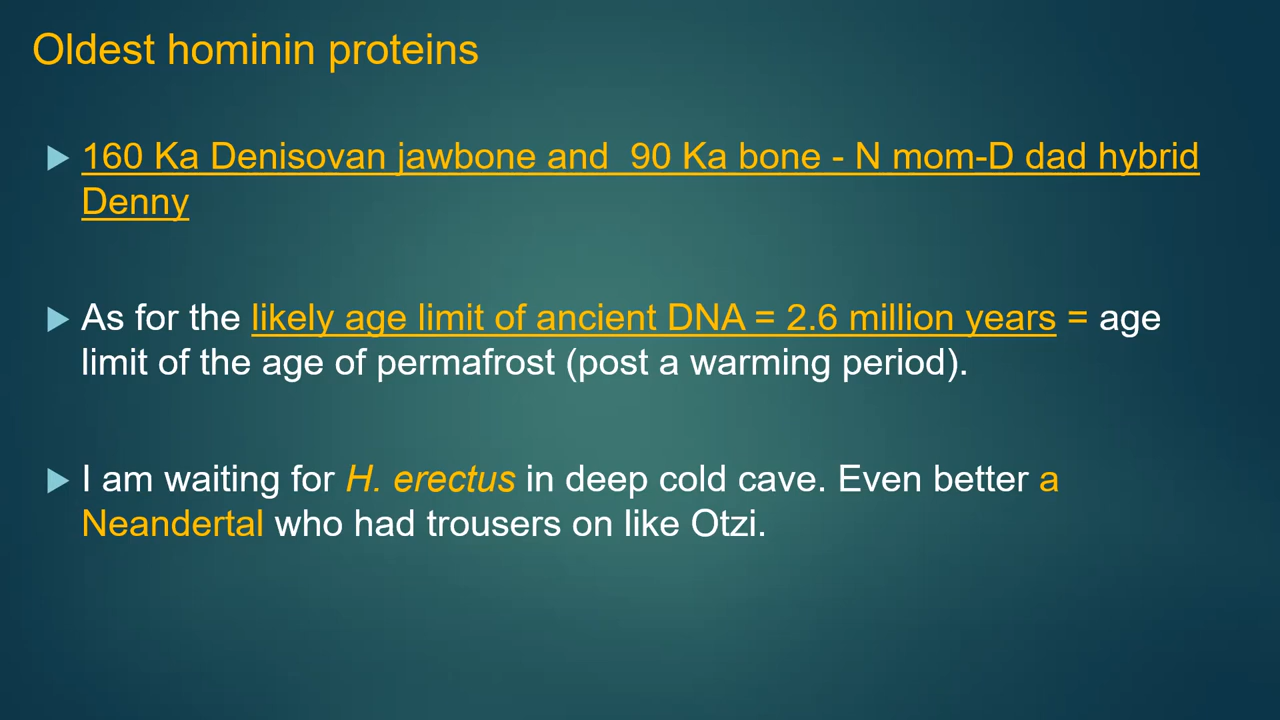 Oldest hominin proteins
160 Ka Denisovan jawbone and  90 Ka bone - N mom-D dad hybrid
Denny
As for the likely age limit of ancient DNA = 2.6 million years = age
limit of the age of permafrost (post a warming period).
I am waiting for H. erectus in deep cold cave. Even better a
Neandertal who had trousers on like Otzi.